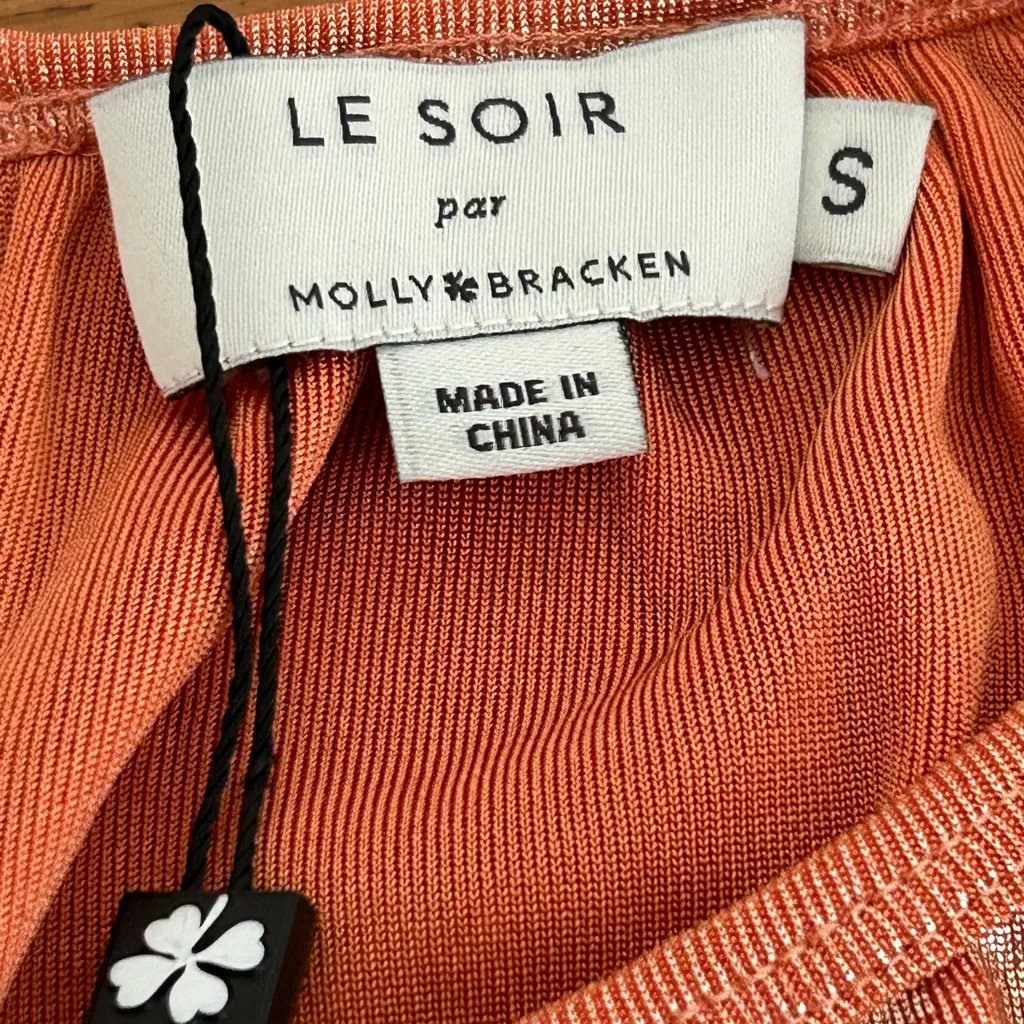 LE SOIR
par
MOLLY BRACKEN
S
MADE IN
CHINA